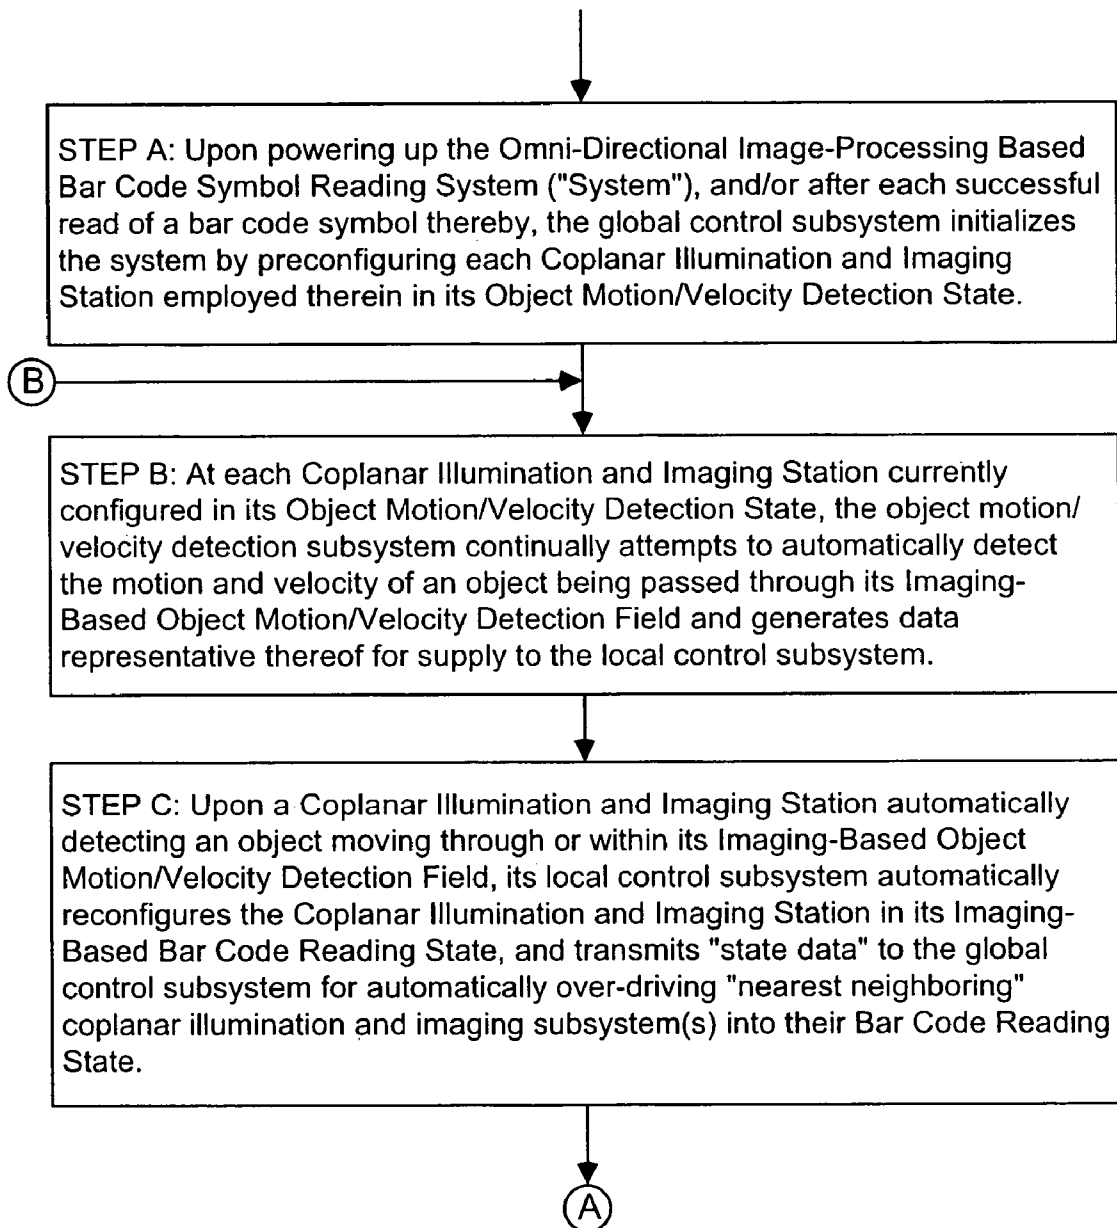 STEP A: Upon powering up the Omni-Directional Image-Processing Based
Bar Code Symbol Reading System ("System"), and/or after each successful
read of a bar code symbol thereby, the global control subsystem initializes
the system by preconfiguring each Coplanar Illumination and Imaging
Station employed therein in its Object Motion/Velocity Detection State.
B
STEP B: At each Coplanar Illumination and Imaging Station currently
configured in its Object Motion/Velocity Detection State, the object motion/
velocity detection subsystem continually attempts to automatically detect
the motion and velocity of an object being passed through its Imaging-
Based Object Motion/Velocity Detection Field and generates data
representative thereof for supply to the local control subsystem.
STEP C: Upon a Coplanar Illumination and Imaging Station automatically
detecting an object moving through or within its Imaging-Based Object
Motion/Velocity Detection Field, its local control subsystem automatically
reconfigures the Coplanar Illumination and Imaging Station in its Imaging-
Based Bar Code Reading State, and transmits "state data" to the global
control subsystem for automatically over-driving "nearest neighboring"
coplanar illumination and imaging subsystem(s) into their Bar Code Reading
State.
A